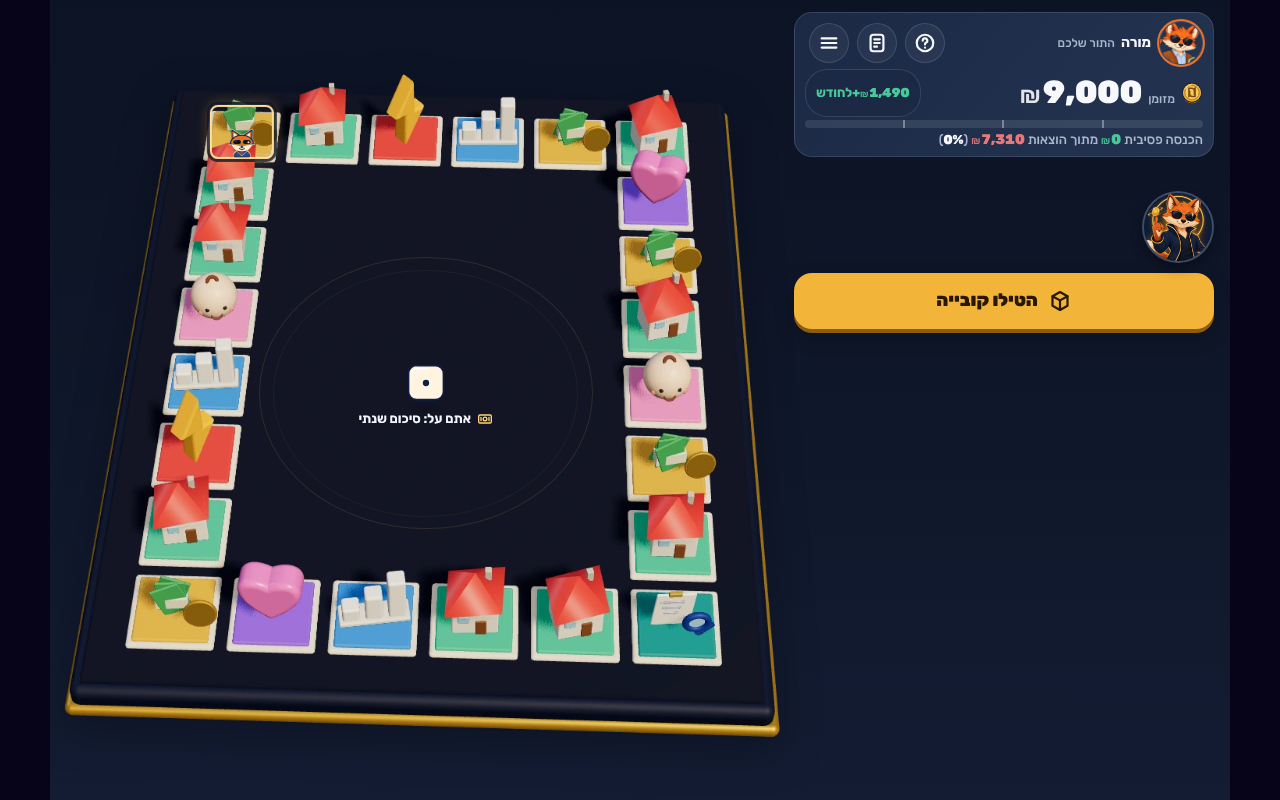 מורה התור שלכם
מזומן 9,000 ₪
1,490 ₪+לחודש
הכנסה פסיבית 0 ₪ מתוך הוצאות 7,310 ₪ (0%)
הטילו קובייה
אתם על: סיכום שנתי